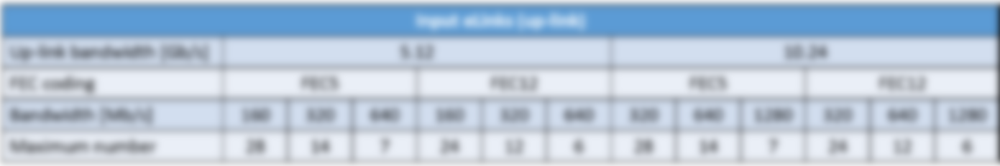 Input eLinks (up-link)
Up-link bandwidth [Gb/s] 5.12 10.24
FEC coding FEC5 FEC12 FEC5 FEC12
Bandwidth [Mb/s] 160 320 640 160 320 640 320 640 1280 320 640 1280
Maximum number 28 14 7 24 12 6 28 14 7 24 12 6